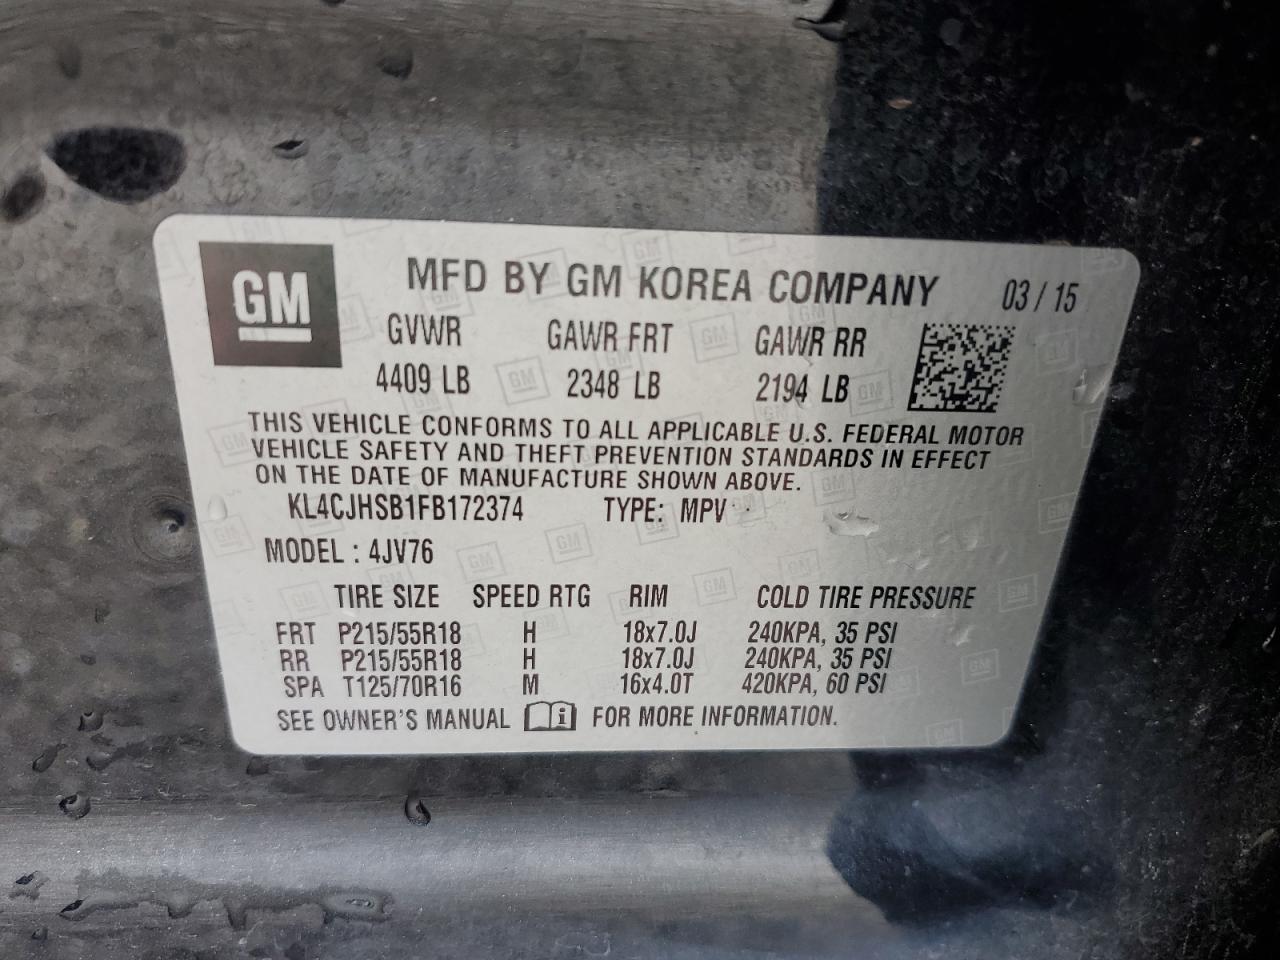 GM
MFD BY GM KOREA COMPANY 03 / 15
GVWR GAWR FRT GAWR RR
4409 LB 2348 LB 2194 LB
THIS VEHICLE CONFORMS TO ALL APPLICABLE U.S. FEDERAL MOTOR
VEHICLE SAFETY AND THEFT PREVENTION STANDARDS IN EFFECT
ON THE DATE OF MANUFACTURE SHOWN ABOVE.
KL4CJHSB1FB172374 TYPE: MPV
MODEL : 4JV76
TIRE SIZE SPEED RTG RIM COLD TIRE PRESSURE
FRT P215/55R18 H 18x7.0J 240KPA, 35 PSI
RR P215/55R18 H 18x7.0J 240KPA, 35 PSI
SPA T125/70R16 M 16x4.0T 420KPA, 60 PSI
SEE OWNER'S MANUAL i FOR MORE INFORMATION.